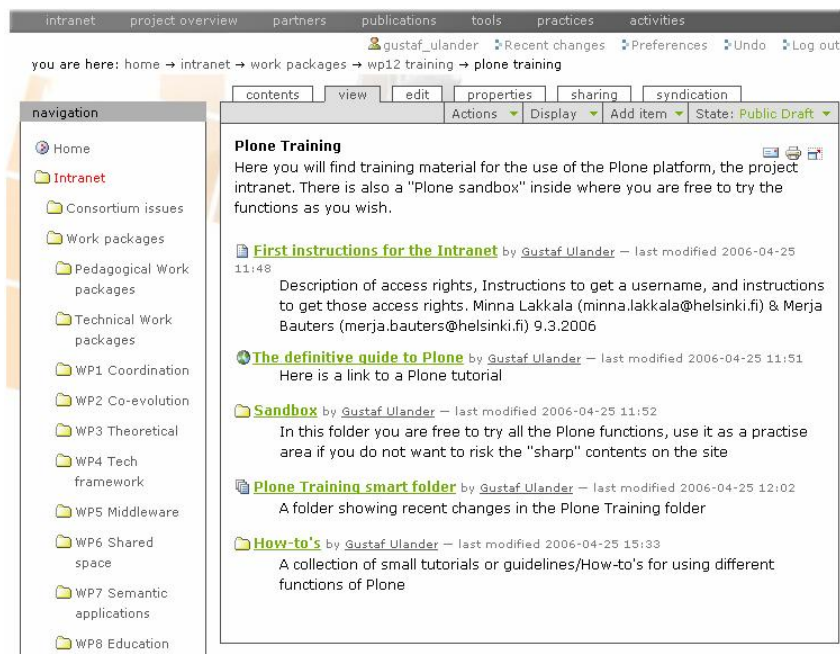 intranet project overview partners publications tools practices activities
gustaf_ulander Recent changes Preferences Undo Log out
you are here: home → intranet → work packages → wp12 training → plone training
contents view edit properties sharing syndication
Actions Display Add item State: Public Draft
navigation
Home
Intranet
Consortium issues
Work packages
Pedagogical Work
packages
Technical Work
packages
WP1 Coordination
WP2 Co-evolution
WP3 Theoretical
WP4 Tech
framework
WP5 Middleware
WP6 Shared
space
WP7 Semantic
applications
WP8 Education
Plone Training
Here you will find training material for the use of the Plone platform, the project
intranet. There is also a "Plone sandbox" inside where you are free to try the
functions as you wish.
First instructions for the Intranet by Gustaf Ulander — last modified 2006-04-25
11:48
Description of access rights, Instructions to get a username, and instructions
to get those access rights. Minna Lakkala (minna.lakkala@helsinki.fi) & Merja
Bauters (merja.bauters@helsinki.fi) 9.3.2006
The definitive guide to Plone by Gustaf Ulander — last modified 2006-04-25 11:51
Here is a link to a Plone tutorial
Sandbox by Gustaf Ulander — last modified 2006-04-25 11:52
In this folder you are free to try all the Plone functions, use it as a practise
area if you do not want to risk the "sharp" contents on the site
Plone Training smart folder by Gustaf Ulander — last modified 2006-04-25 12:02
A folder showing recent changes in the Plone Training folder
How-to's by Gustaf Ulander — last modified 2006-04-25 15:33
A collection of small tutorials or guidelines/How-to's for using different
functions of Plone